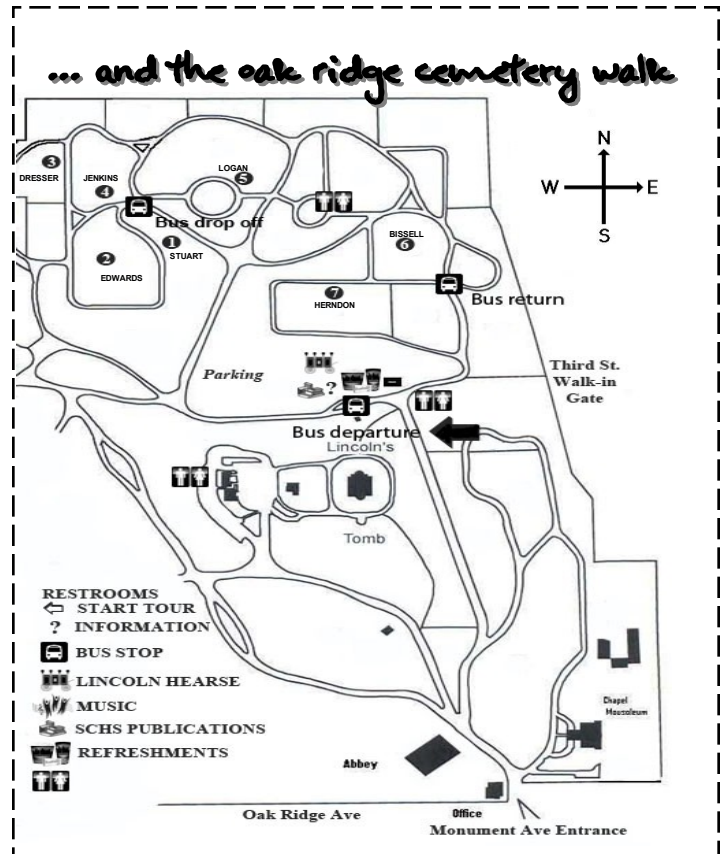 ... and the oak ridge cemetery walk
N
W E
S
3
DRESSER
JENKINS
4
LOGAN
5
Bus drop off
1
STUART
2
EDWARDS
BISSELL
6
7
HERNDON
Bus return
Parking
?
Third St.
Walk-in
Gate
Bus departure
Lincoln's
Tomb
RESTROOMS
START TOUR
? INFORMATION
BUS STOP
LINCOLN HEARSE
MUSIC
SCHS PUBLICATIONS
REFRESHMENTS
Chapel
Mausoleum
Abbey
Office
Oak Ridge Ave
Monument Ave Entrance